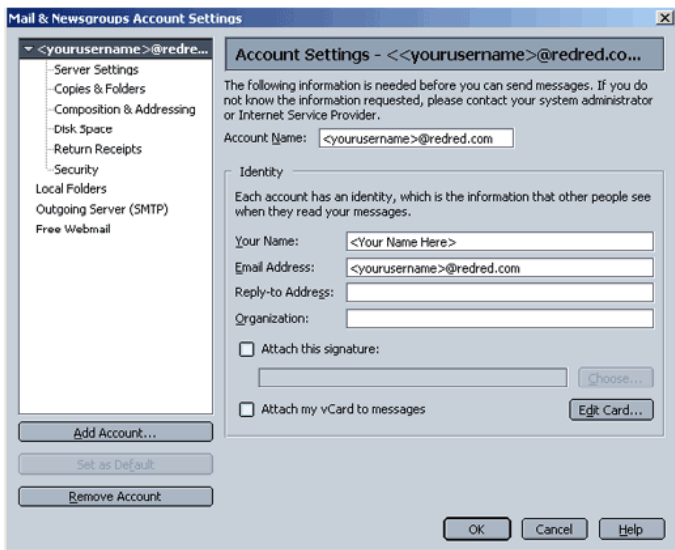 Mail & Newsgroups Account Settings
<yourusername>@redre...
Server Settings
Copies & Folders
Composition & Addressing
Disk Space
Return Receipts
Security
Local Folders
Outgoing Server (SMTP)
Free Webmail
Add Account...
Set as Default
Remove Account
Account Settings - <<yourusername>@redred.co...
The following information is needed before you can send messages. If you do
not know the information requested, please contact your system administrator
or Internet Service Provider.
Account Name: <yourusername>@redred.com
Identity
Each account has an identity, which is the information that other people see
when they read your messages.
Your Name: <Your Name Here>
Email Address: <yourusername>@redred.com
Reply-to Address:
Organization:
Attach this signature:
Choose...
Attach my vCard to messages
Edit Card...
OK
Cancel
Help